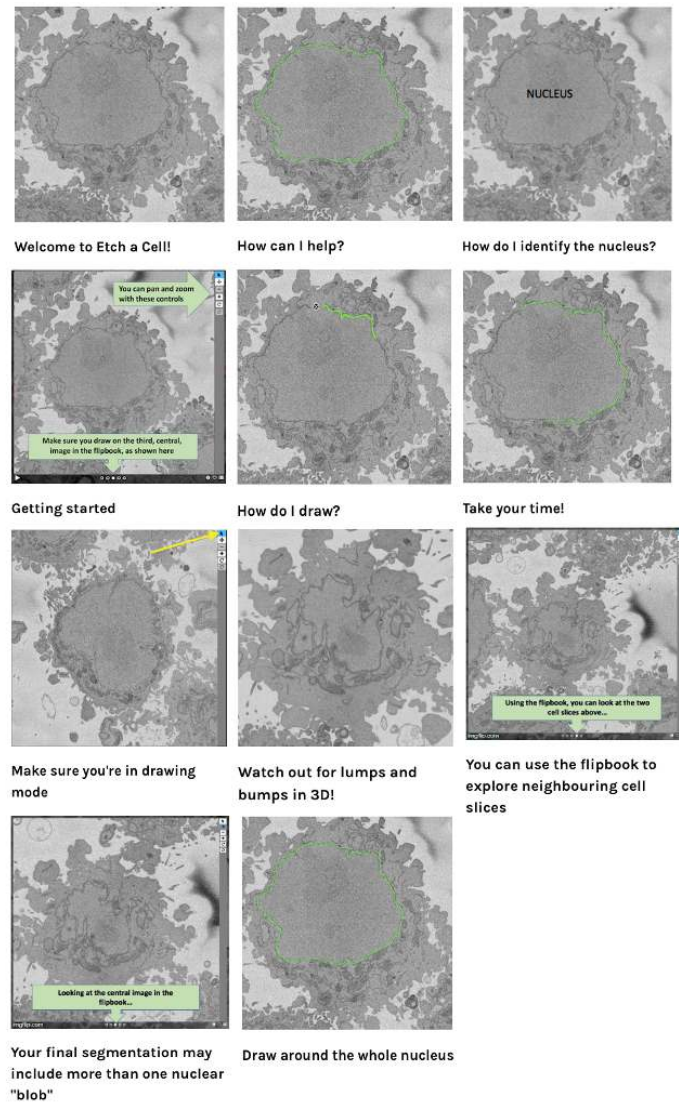 NUCLEUS
Welcome to Etch a Cell!
How can I help?
How do I identify the nucleus?
You can pan and zoom
with these controls
Make sure you draw on the third, central,
image in the flipbook, as shown here
Getting started
How do I draw?
Take your time!
Using the flipbook, you can look at the two
cell slices above...
imgflip.com
Make sure you're in drawing
mode
Watch out for lumps and
bumps in 3D!
You can use the flipbook to
explore neighbouring cell
slices
Looking at the central image in the
flipbook...
imgflip.com
Your final segmentation may
include more than one nuclear
"blob"
Draw around the whole nucleus